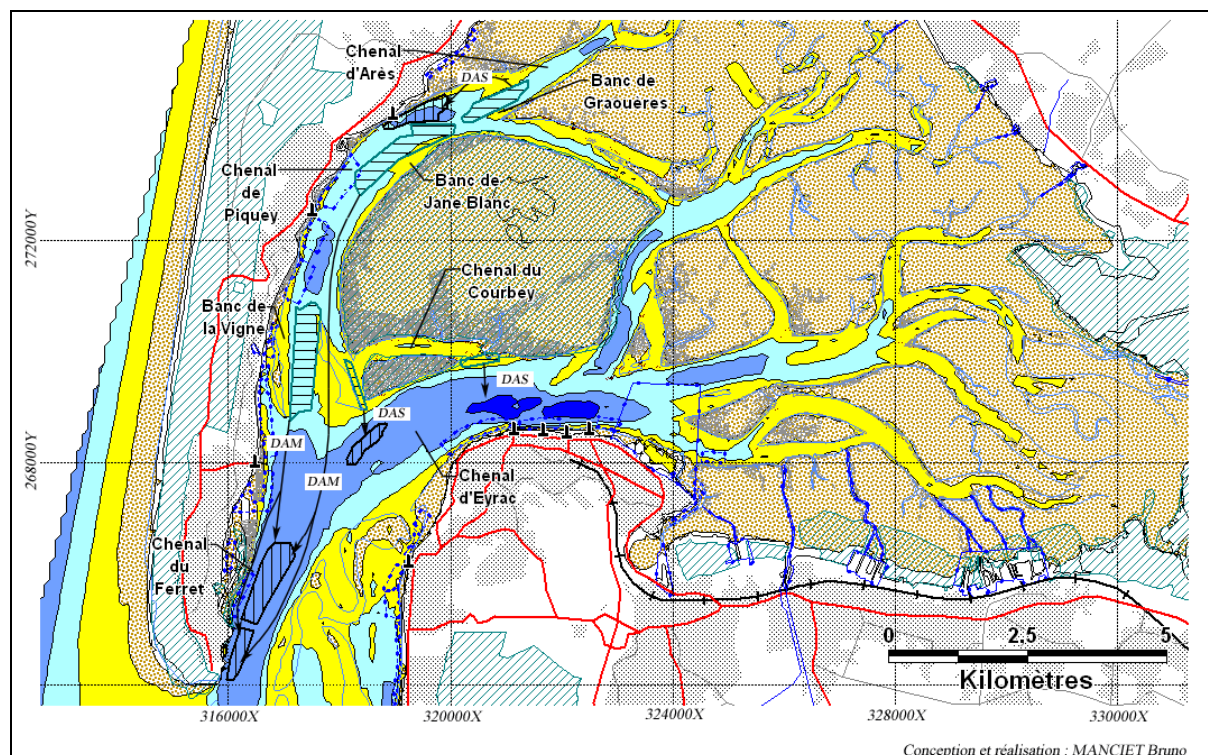 Chenal
d'Arès
DAS
Banc de
Graouères
Chenal
de
Piquey
Banc de
Jane Blanc
272000Y
Chenal du
Courbey
Banc de
la Vigne
DAS
DAS
DAM
DAM
268000Y
Chenal
d'Eyrac
Chenal
du
Ferret
0 2.5 5
Kilomètres
316000X 320000X 324000X 328000X 330000X
Conception et réalisation : MANCIET Bruno